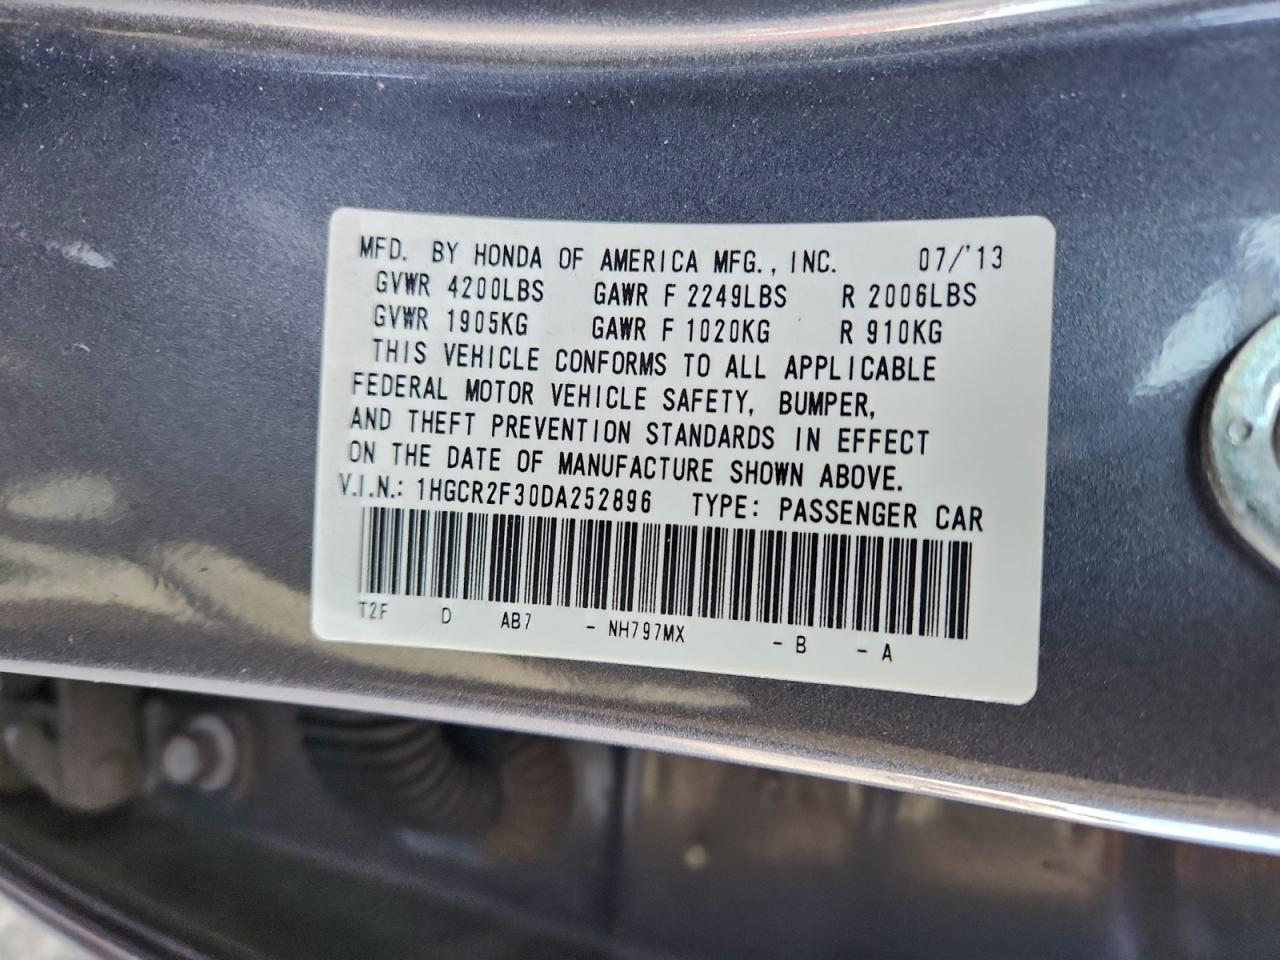 MFD. BY HONDA OF AMERICA MFG., INC. 07/'13
GVWR 4200LBS GAWR F 2249LBS R 2006LBS
GVWR 1905KG GAWR F 1020KG R 910KG
THIS VEHICLE CONFORMS TO ALL APPLICABLE
FEDERAL MOTOR VEHICLE SAFETY, BUMPER,
AND THEFT PREVENTION STANDARDS IN EFFECT
ON THE DATE OF MANUFACTURE SHOWN ABOVE.
V.I.N.: 1HGCR2F30DA252896 TYPE: PASSENGER CAR
T2F D AB7 - NH797MX - B - A